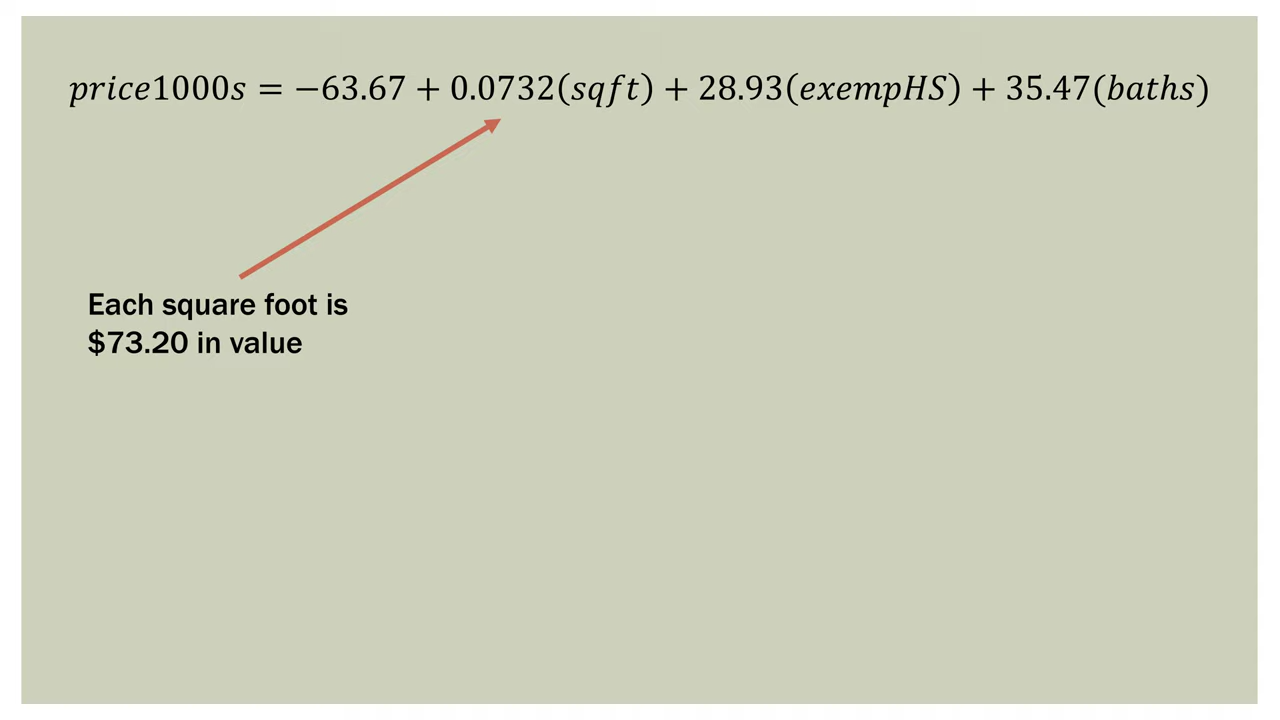 price1000s = −63.67 + 0.0732(sqft) + 28.93(exempHS) + 35.47(baths)
Each square foot is
$73.20 in value